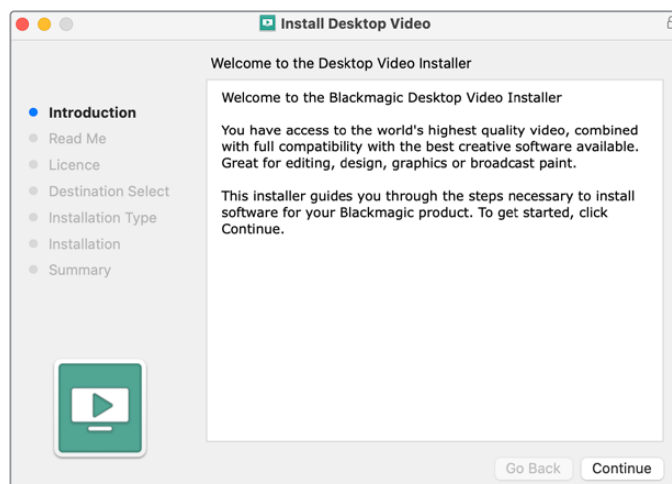 Install Desktop Video
Welcome to the Desktop Video Installer
Introduction
Read Me
Licence
Destination Select
Installation Type
Installation
Summary
Welcome to the Blackmagic Desktop Video Installer
You have access to the world's highest quality video, combined
with full compatibility with the best creative software available.
Great for editing, design, graphics or broadcast paint.
This installer guides you through the steps necessary to install
software for your Blackmagic product. To get started, click
Continue.
Go Back
Continue